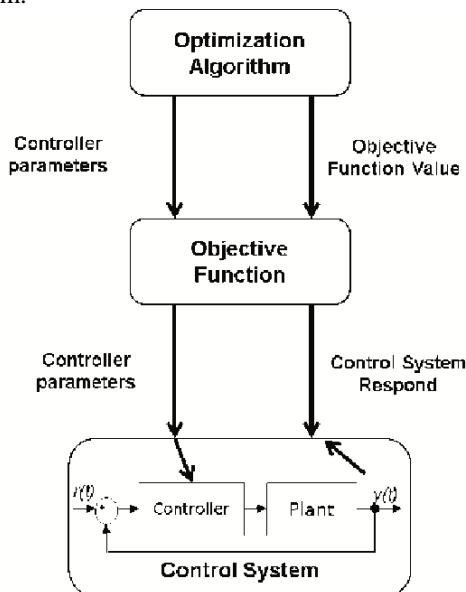 m.
Optimization
Algorithm
Controller
parameters
Objective
Function Value
Objective
Function
Controller
parameters
Control System
Respond
r(t)
Controller
Plant
y(t)
Control System